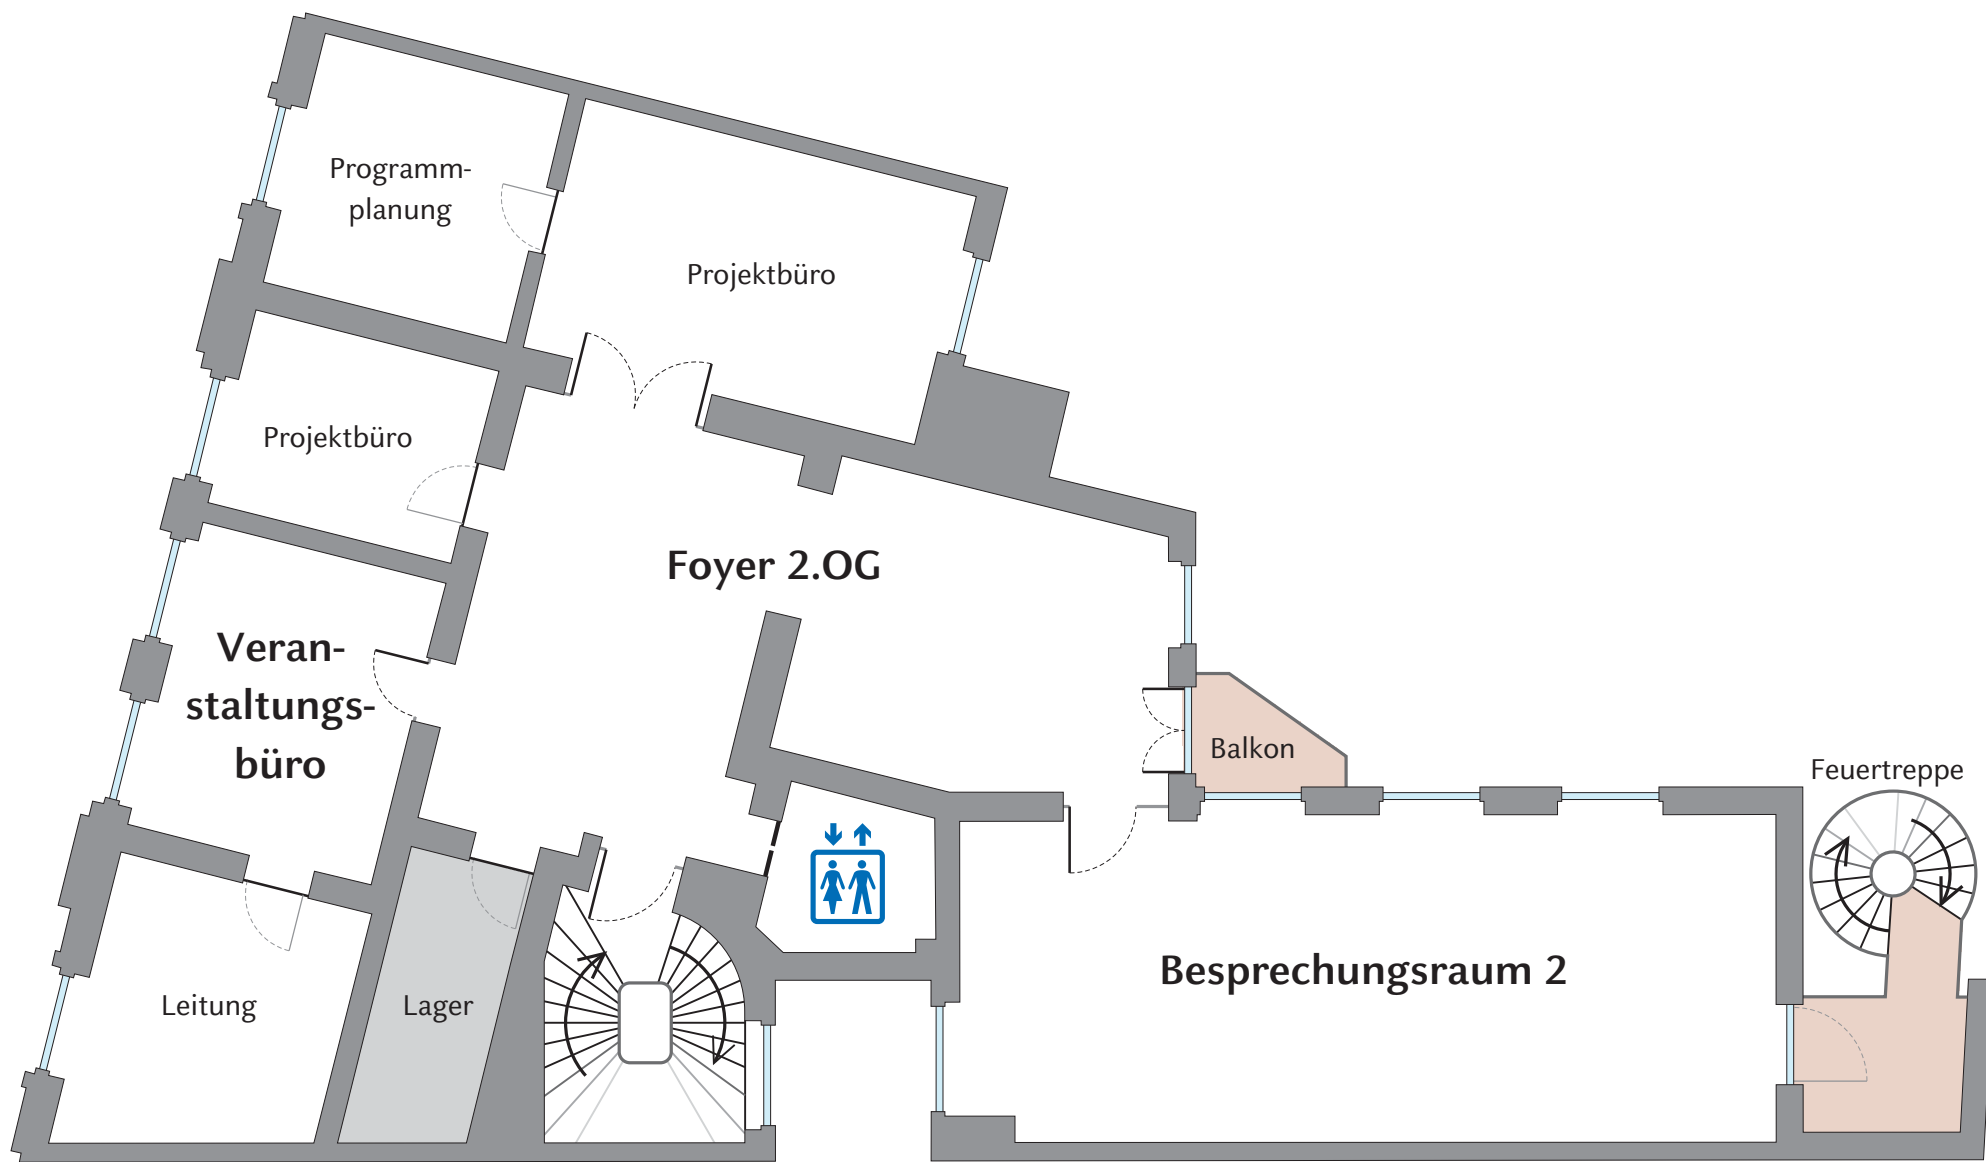 Programm-
planung
Projektbüro
Projektbüro
Foyer 2.OG
Veran-
staltungs-
büro
Balkon
Feuertreppe
Besprechungsraum 2
Leitung
Lager